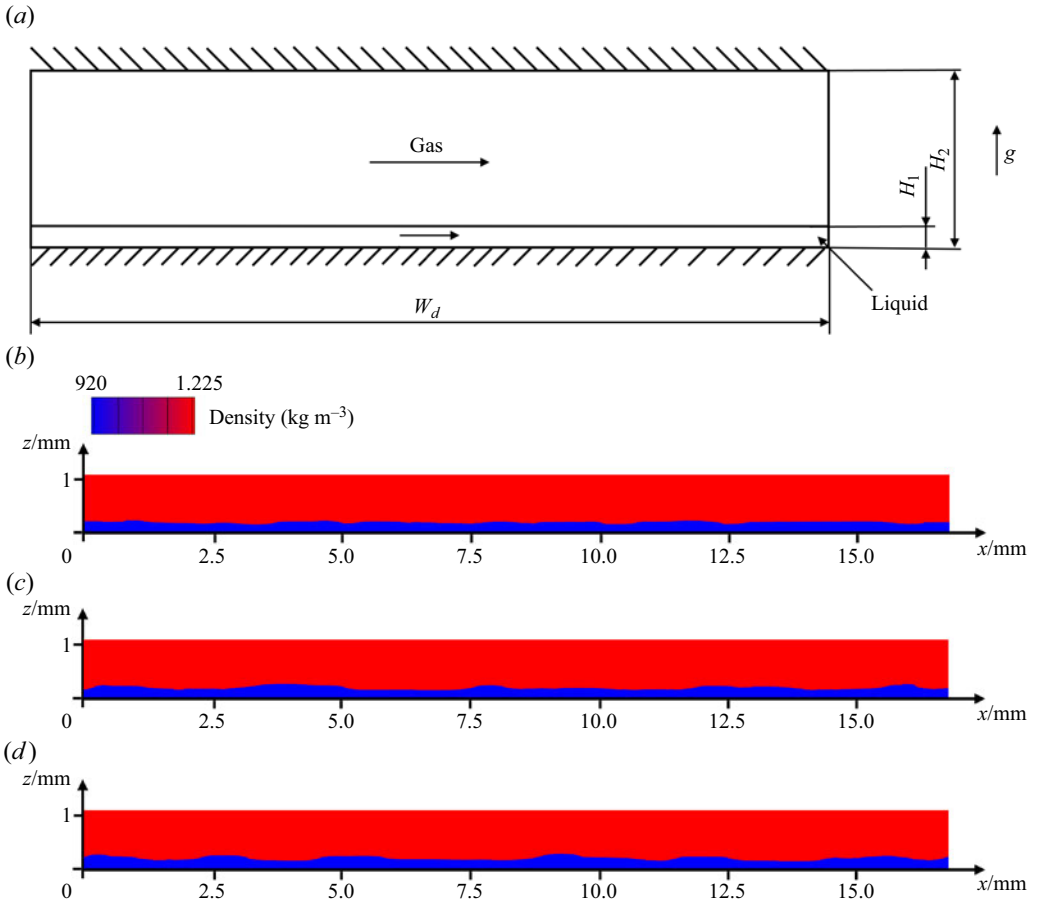 (a)
Gas
H₁
H₂
g
W_d
Liquid
(b)
920 1.225
Density (kg m⁻³)
z/mm
1
0 2.5 5.0 7.5 10.0 12.5 15.0 x/mm
(c)
z/mm
1
0 2.5 5.0 7.5 10.0 12.5 15.0 x/mm
(d)
z/mm
1
0 2.5 5.0 7.5 10.0 12.5 15.0 x/mm